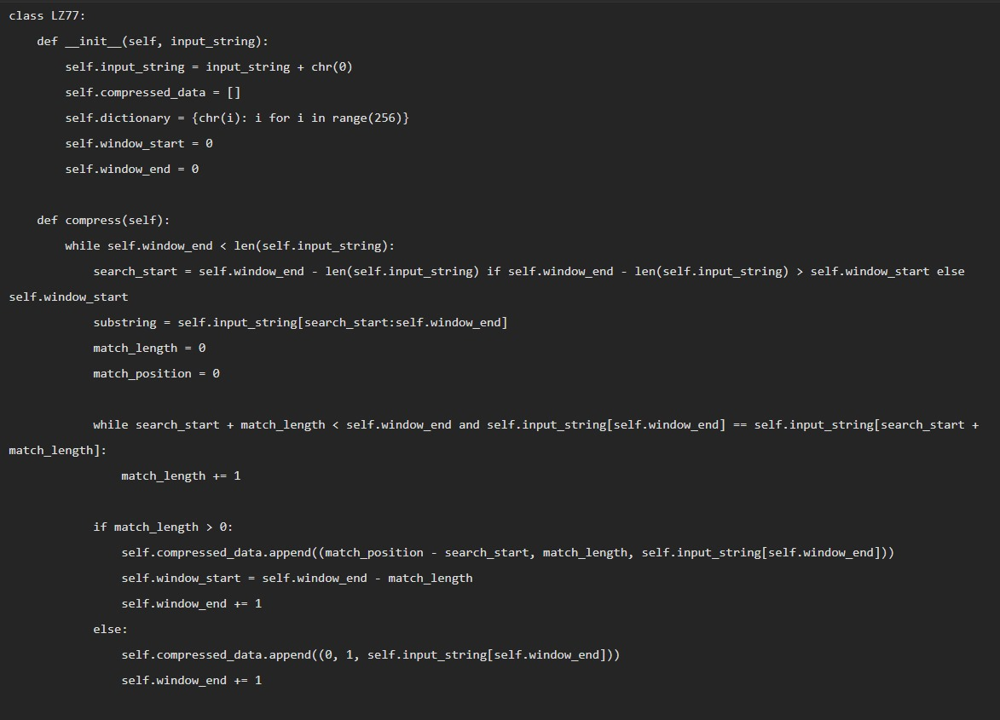 class LZ77:
    def __init__(self, input_string):
        self.input_string = input_string + chr(0)
        self.compressed_data = []
        self.dictionary = {chr(i): i for i in range(256)}
        self.window_start = 0
        self.window_end = 0

    def compress(self):
        while self.window_end < len(self.input_string):
            search_start = self.window_end - len(self.input_string) if self.window_end - len(self.input_string) > self.window_start else
self.window_start
            substring = self.input_string[search_start:self.window_end]
            match_length = 0
            match_position = 0

            while search_start + match_length < self.window_end and self.input_string[self.window_end] == self.input_string[search_start +
match_length]:
                match_length += 1

            if match_length > 0:
                self.compressed_data.append((match_position - search_start, match_length, self.input_string[self.window_end]))
                self.window_start = self.window_end - match_length
                self.window_end += 1
            else:
                self.compressed_data.append((0, 1, self.input_string[self.window_end]))
                self.window_end += 1